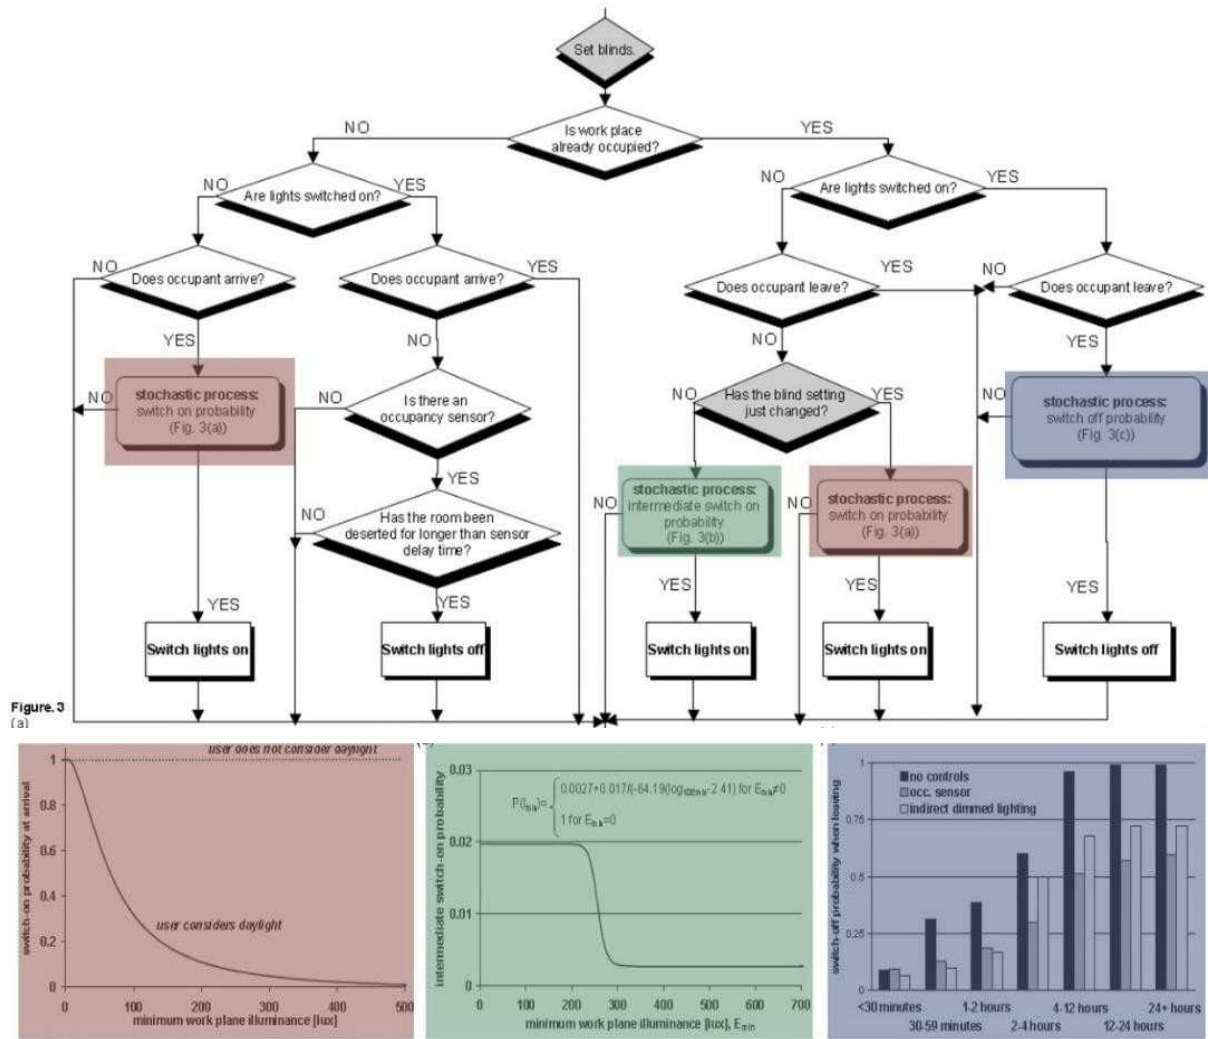 Set blinds.
Is work place
already occupied?
NO
YES
Are lights switched on?
NO
YES
Are lights switched on?
NO
YES
Does occupant arrive?
NO
YES
Does occupant arrive?
YES
NO
Does occupant leave?
YES
NO
Does occupant leave?
NO
YES
stochastic process:
switch on probability
(Fig. 3(a))
NO
YES
Is there an
occupancy sensor?
NO
YES
Has the blind setting
just changed?
NO
YES
stochastic process:
switch off probability
(Fig. 3(c))
NO
YES
Has the room been
deserted for longer than sensor
delay time?
NO
YES
stochastic process:
intermediate switch on
probability
(Fig. 3(b))
NO
YES
stochastic process:
switch on probability
(Fig. 3(a))
NO
YES
Switch lights on
Switch lights off
Switch lights on
Switch lights on
Switch lights off
Figure. 3
(a)
user does not consider daylight
switch-on probability at arrival
1
0.8
0.6
0.4
0.2
0
user considers daylight
0 100 200 300 400 500
minimum work plane illuminance [lux]
intermediate switch-on probability
0.03
0.02
0.01
0
1 for Emin=0
0 100 200 300 400 500 600 700
minimum work plane illuminance [lux], Emin
switch-off probability when leaving
1
0.75
0.5
0.25
0
no controls
occ. sensor
indirect dimmed lighting
<30 minutes 1-2 hours 4-12 hours 24+ hours
30-59 minutes 2-4 hours 12-24 hours